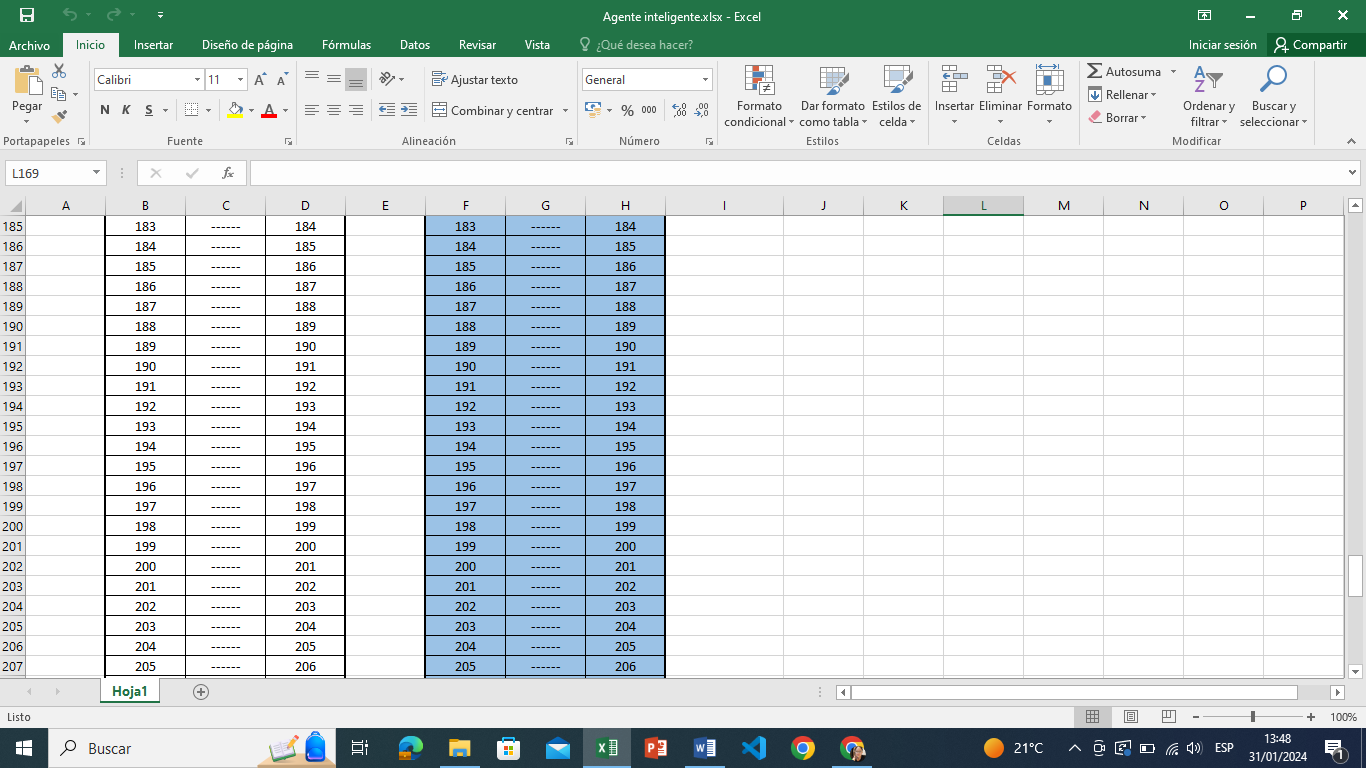 Agente inteligente.xlsx - Excel
Archivo Inicio Insertar Diseño de página Fórmulas Datos Revisar Vista ¿Qué desea hacer? Iniciar sesión Compartir
Pegar
Portapapeles
Calibri 11
N K S
Fuente
Ajustar texto
Combinar y centrar
Alineación
General
% 000
Número
Formato condicional
Dar formato como tabla
Estilos de celda
Estilos
Insertar Eliminar Formato
Celdas
Autosuma
Rellenar
Borrar
Ordenar y filtrar
Buscar y seleccionar
Modificar
L169 fx
A B C D E F G H I J K L M N O P
185 183 ------ 184 183 ------ 184
186 184 ------ 185 184 ------ 185
187 185 ------ 186 185 ------ 186
188 186 ------ 187 186 ------ 187
189 187 ------ 188 187 ------ 188
190 188 ------ 189 188 ------ 189
191 189 ------ 190 189 ------ 190
192 190 ------ 191 190 ------ 191
193 191 ------ 192 191 ------ 192
194 192 ------ 193 192 ------ 193
195 193 ------ 194 193 ------ 194
196 194 ------ 195 194 ------ 195
197 195 ------ 196 195 ------ 196
198 196 ------ 197 196 ------ 197
199 197 ------ 198 197 ------ 198
200 198 ------ 199 198 ------ 199
201 199 ------ 200 199 ------ 200
202 200 ------ 201 200 ------ 201
203 201 ------ 202 201 ------ 202
204 202 ------ 203 202 ------ 203
205 203 ------ 204 203 ------ 204
206 204 ------ 205 204 ------ 205
207 205 ------ 206 205 ------ 206
Hoja1
Listo 100%
Buscar 21°C ESP 13:48
31/01/2024 1